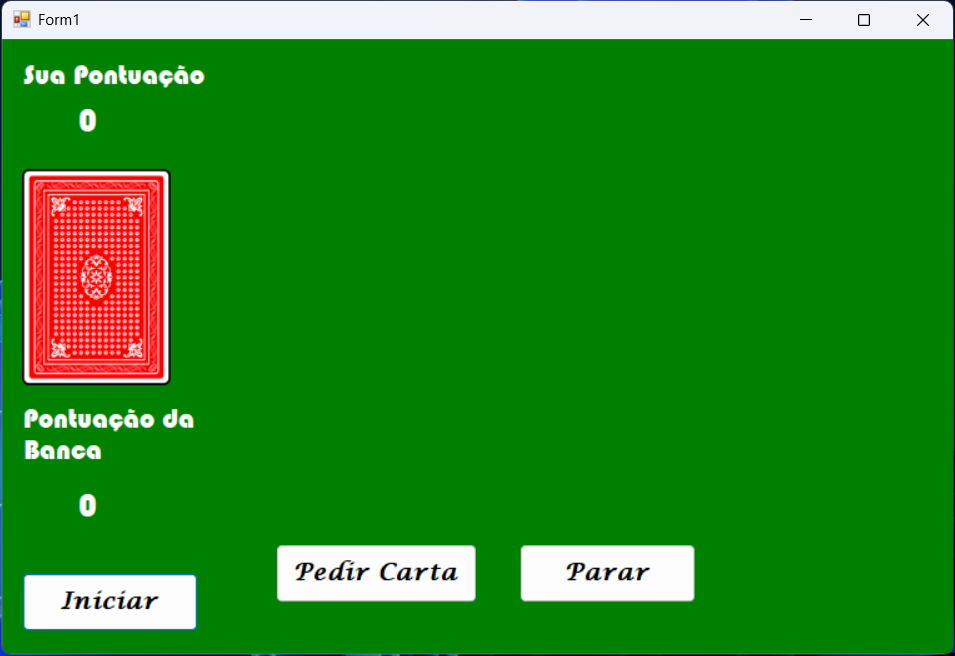 Form1
Sua Pontuação
0
Pontuação da
Banca
0
Pedir Carta
Parar
Iniciar